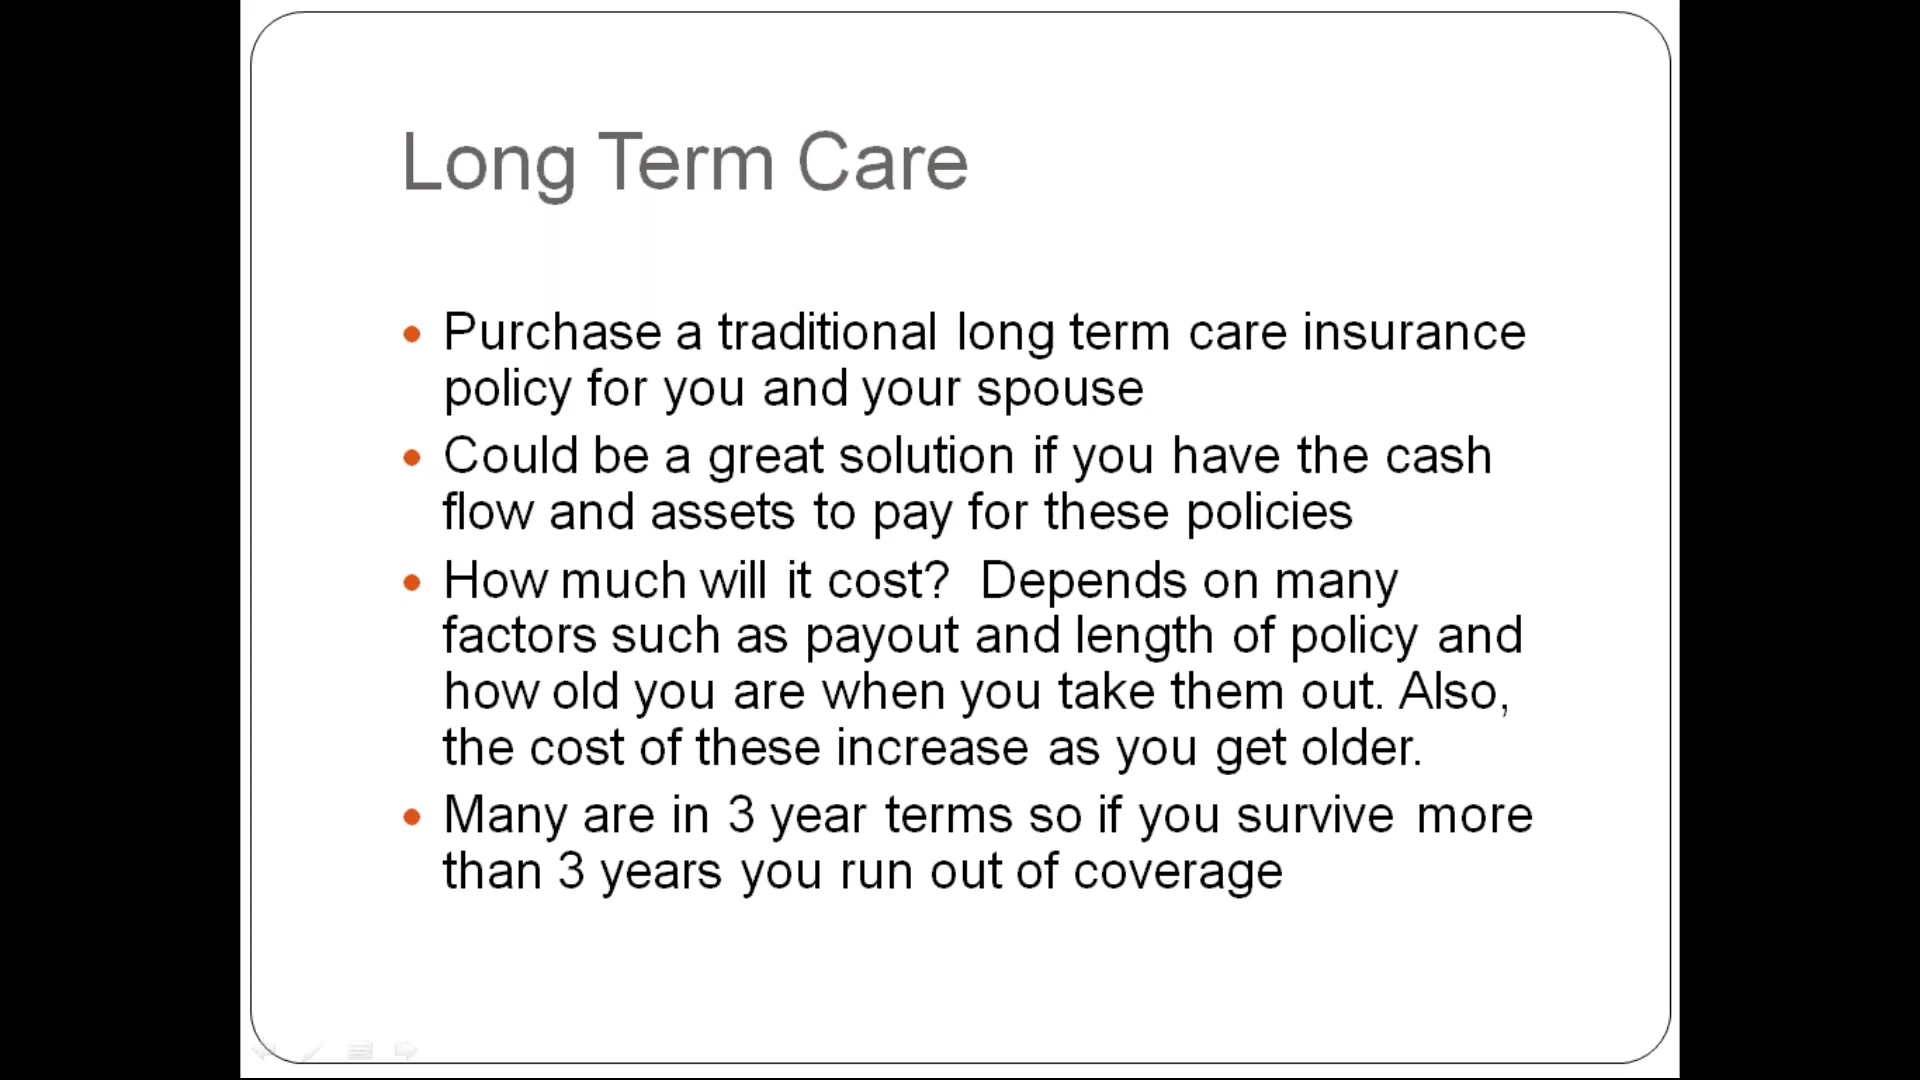 Long Term Care
• Purchase a traditional long term care insurance
policy for you and your spouse
• Could be a great solution if you have the cash
flow and assets to pay for these policies
• How much will it cost?  Depends on many
factors such as payout and length of policy and
how old you are when you take them out. Also,
the cost of these increase as you get older.
• Many are in 3 year terms so if you survive more
than 3 years you run out of coverage